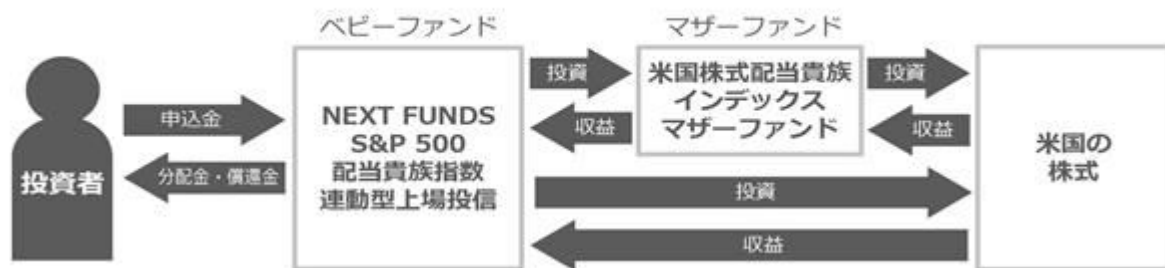 ベビーファンド
マザーファンド
投資者
申込金
分配金・償還金
NEXT FUNDS
S&P 500
配当貴族指数
連動型上場投信
投資
収益
米国株式配当貴族
インデックス
マザーファンド
投資
収益
投資
収益
米国の
株式